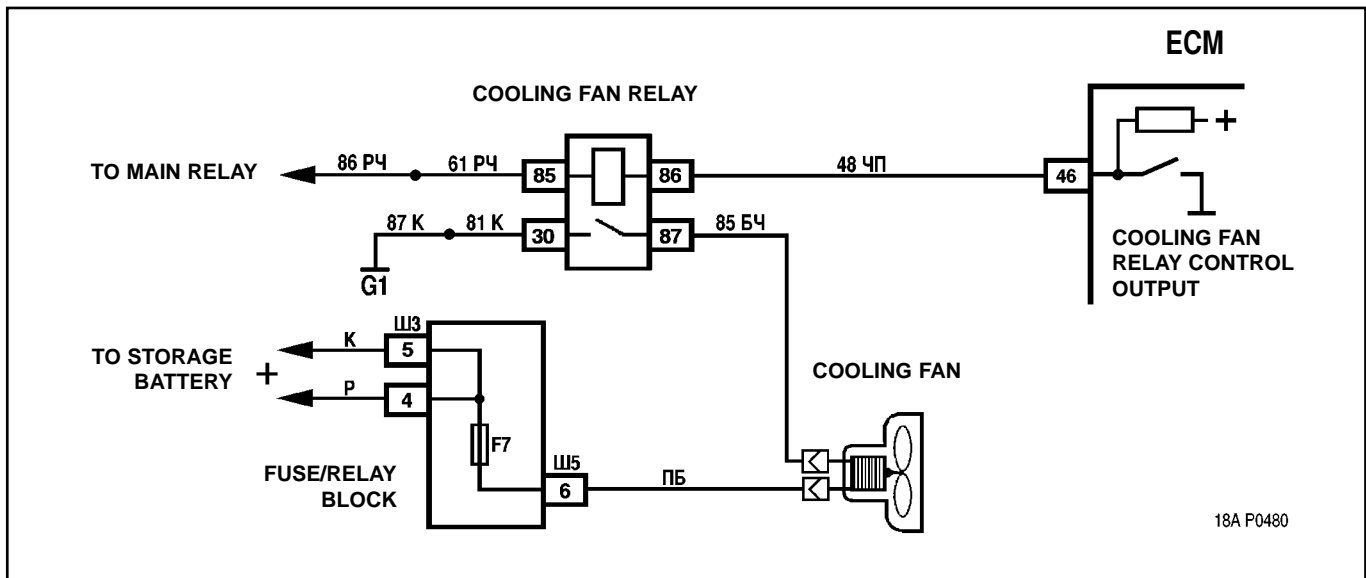 ECM
COOLING FAN RELAY
+
TO MAIN RELAY
86 РЧ
61 РЧ
85
86
48 ЧП
46
87 К
81 К
30
87
85 БЧ
COOLING FAN
RELAY CONTROL
OUTPUT
G1
Ш3
TO STORAGE
BATTERY
+
К
5
Р
4
COOLING FAN
F7
FUSE/RELAY
BLOCK
Ш5
6
ПБ
18A P0480